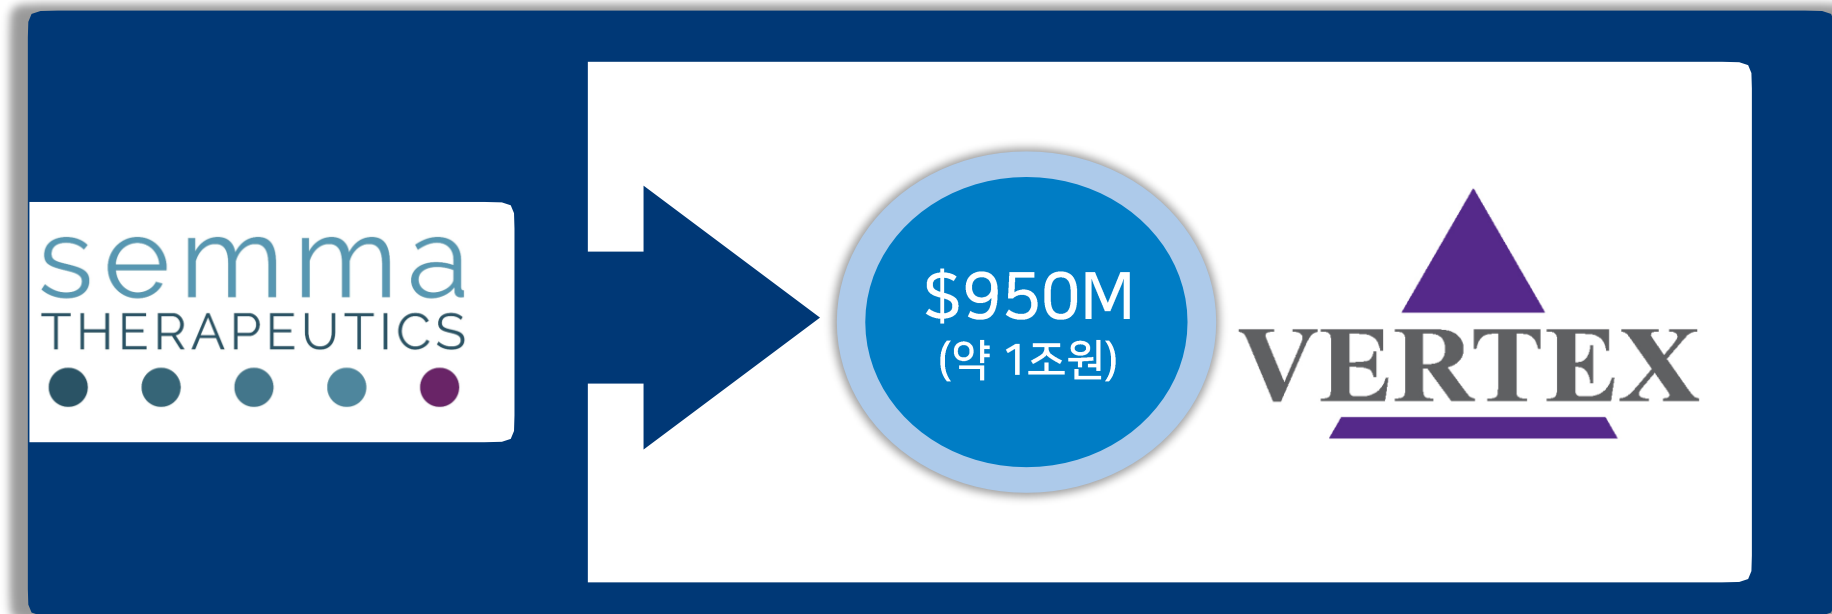 semma
THERAPEUTICS
$950M
(약 1조원)
VERTEX